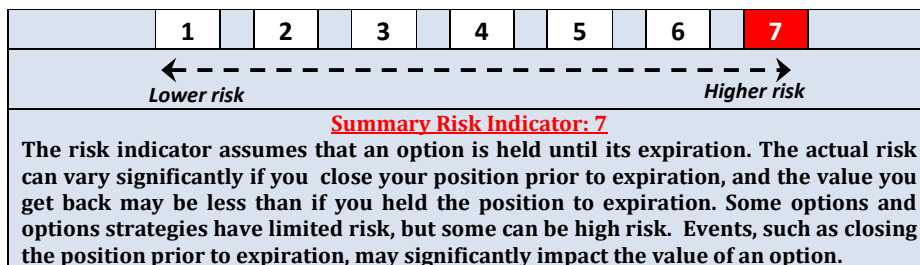 1 2 3 4 5 6 7
Lower risk Higher risk
Summary Risk Indicator: 7
The risk indicator assumes that an option is held until its expiration. The actual risk
can vary significantly if you close your position prior to expiration, and the value you
get back may be less than if you held the position to expiration. Some options and
options strategies have limited risk, but some can be high risk. Events, such as closing
the position prior to expiration, may significantly impact the value of an option.